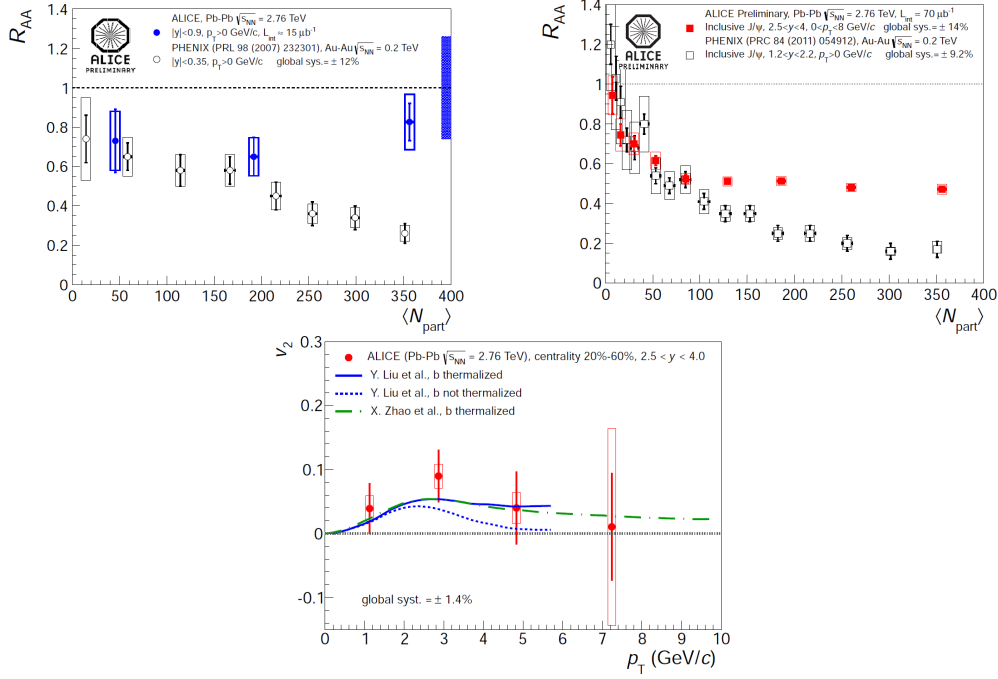 R_AA
ALICE, Pb-Pb √s_NN = 2.76 TeV
|y|<0.9, p_T>0 GeV/c, L_int ≈ 15 μb⁻¹
PHENIX (PRL 98 (2007) 232301), Au-Au √s_NN = 0.2 TeV
|y|<0.35, p_T>0 GeV/c global sys.= ± 12%
ALICE
PRELIMINARY
1.4
1.2
1
0.8
0.6
0.4
0.2
0
0 50 100 150 200 250 300 350 400
⟨N_part⟩
R_AA
ALICE Preliminary, Pb-Pb √s_NN = 2.76 TeV, L_int = 70 μb⁻¹
Inclusive J/ψ, 2.5<y<4, 0<p_T<8 GeV/c global sys.= ± 14%
PHENIX (PRC 84 (2011) 054912), Au-Au √s_NN = 0.2 TeV
Inclusive J/ψ, 1.2<y<2.2, p_T>0 GeV/c global sys.= ± 9.2%
ALICE
PRELIMINARY
1.4
1.2
1
0.8
0.6
0.4
0.2
0
0 50 100 150 200 250 300 350 400
⟨N_part⟩
v_2
ALICE (Pb-Pb √s_NN = 2.76 TeV), centrality 20%-60%, 2.5 < y < 4.0
Y. Liu et al., b thermalized
Y. Liu et al., b not thermalized
X. Zhao et al., b thermalized
0.3
0.2
0.1
0
-0.1
global syst. = ± 1.4%
0 1 2 3 4 5 6 7 8 9 10
p_T (GeV/c)